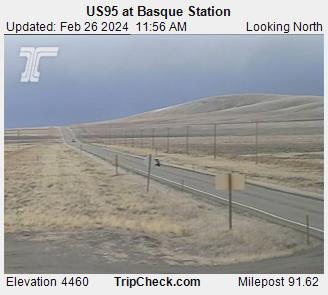 US95 at Basque Station
Updated: Feb 26 2024 11:56 AM Looking North
Elevation 4460 TripCheck.com Milepost 91.62